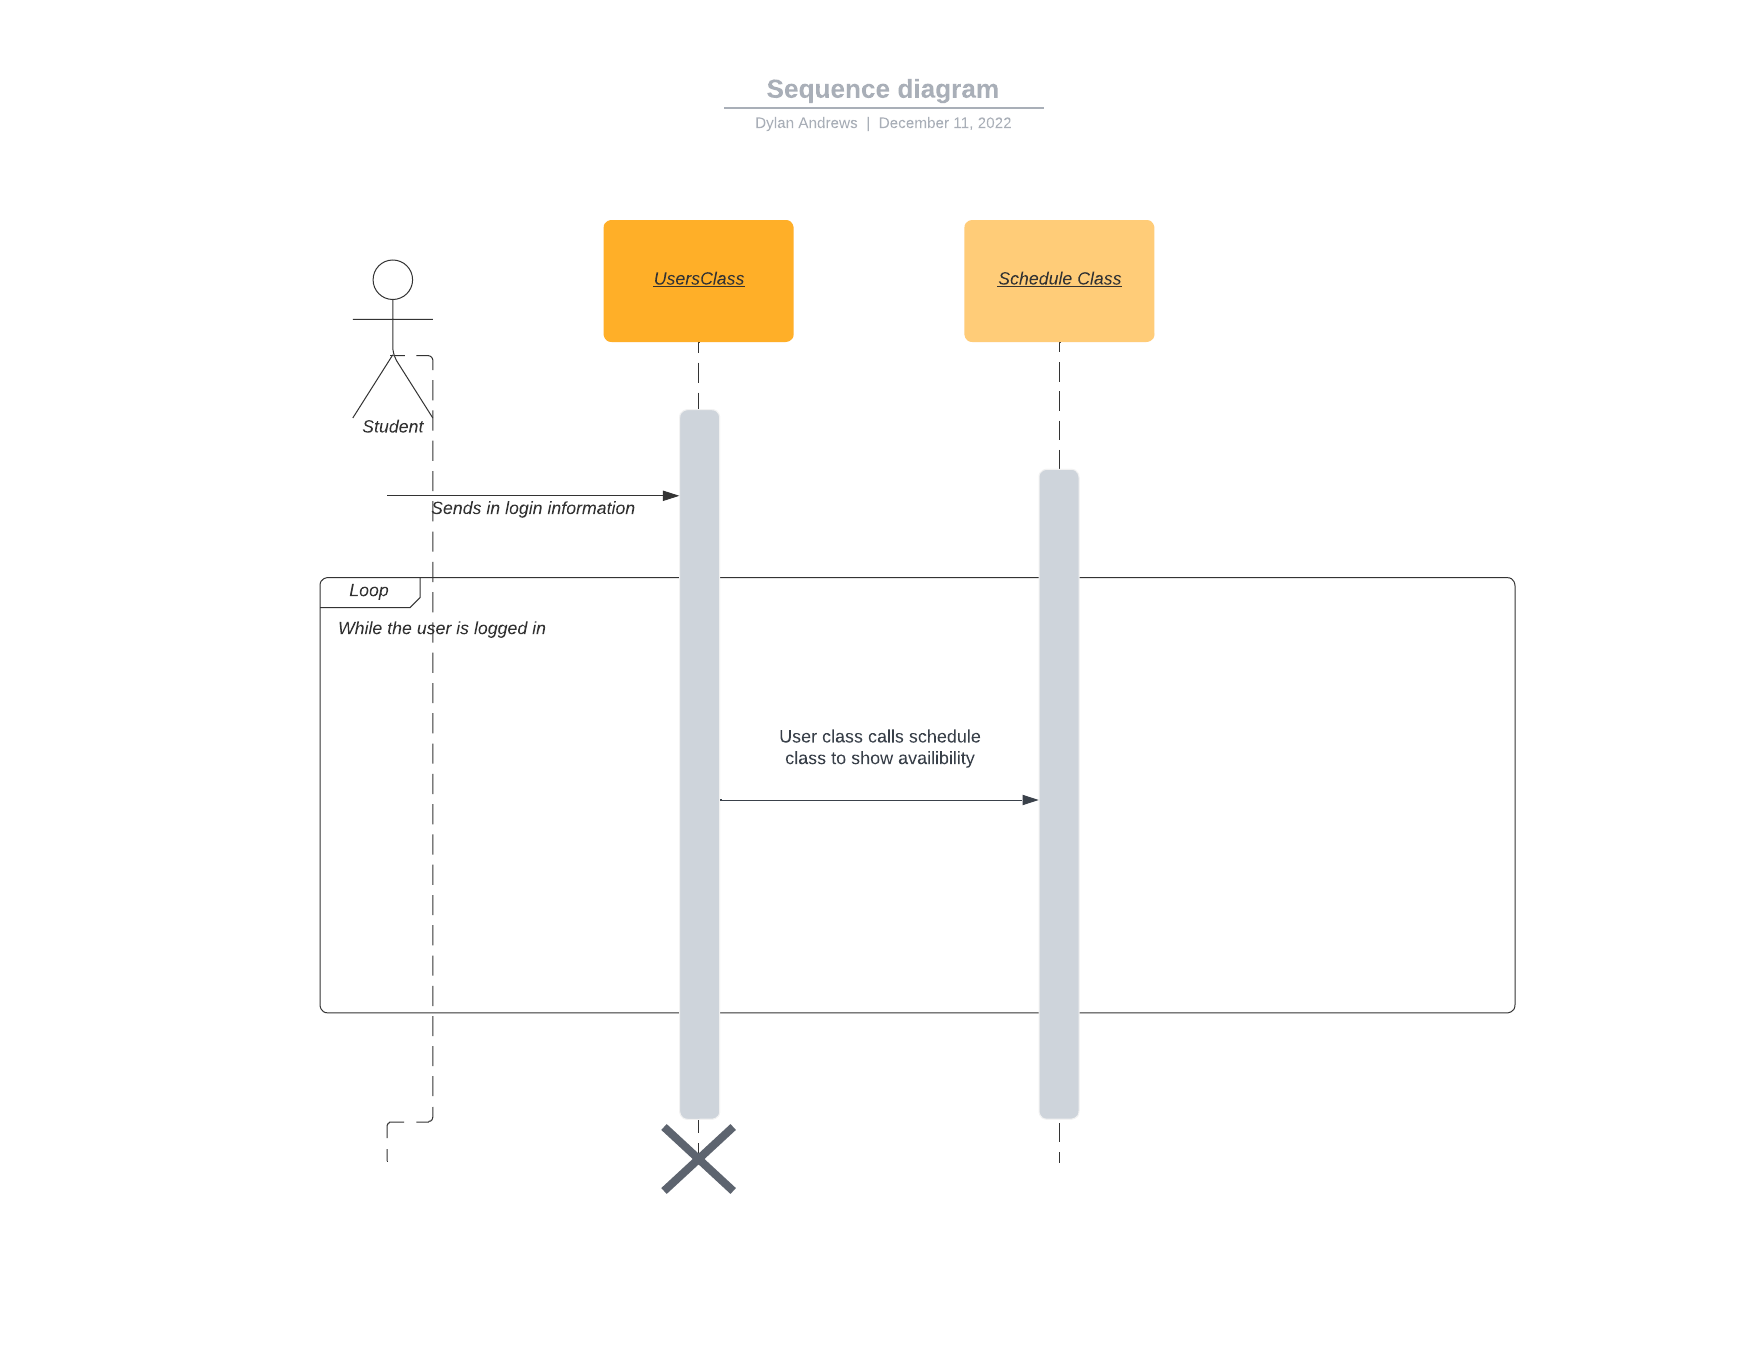 Sequence diagram
Dylan Andrews | December 11, 2022
UsersClass
Schedule Class
Student
Sends in login information
Loop
While the user is logged in
User class calls schedule
class to show availibility